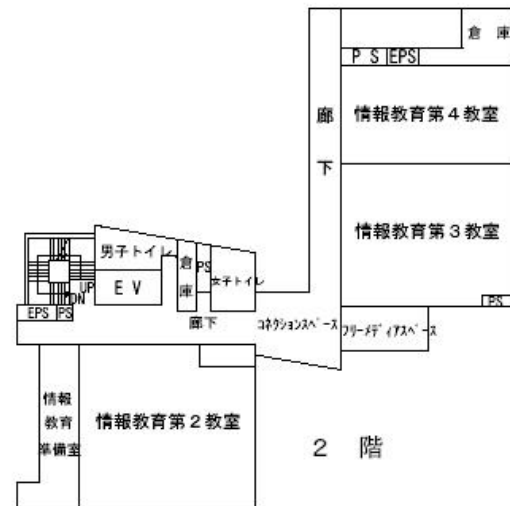 倉 庫
P S EPS
廊
下
情報教育第4教室
情報教育第3教室
PS
男子トイレ
倉
庫
PS
女子トイレ
E V
UP
DN
EPS PS
廊下
コネクションスペース
フリーメディアスペース
情報
教育
準備室
情報教育第2教室
2 階